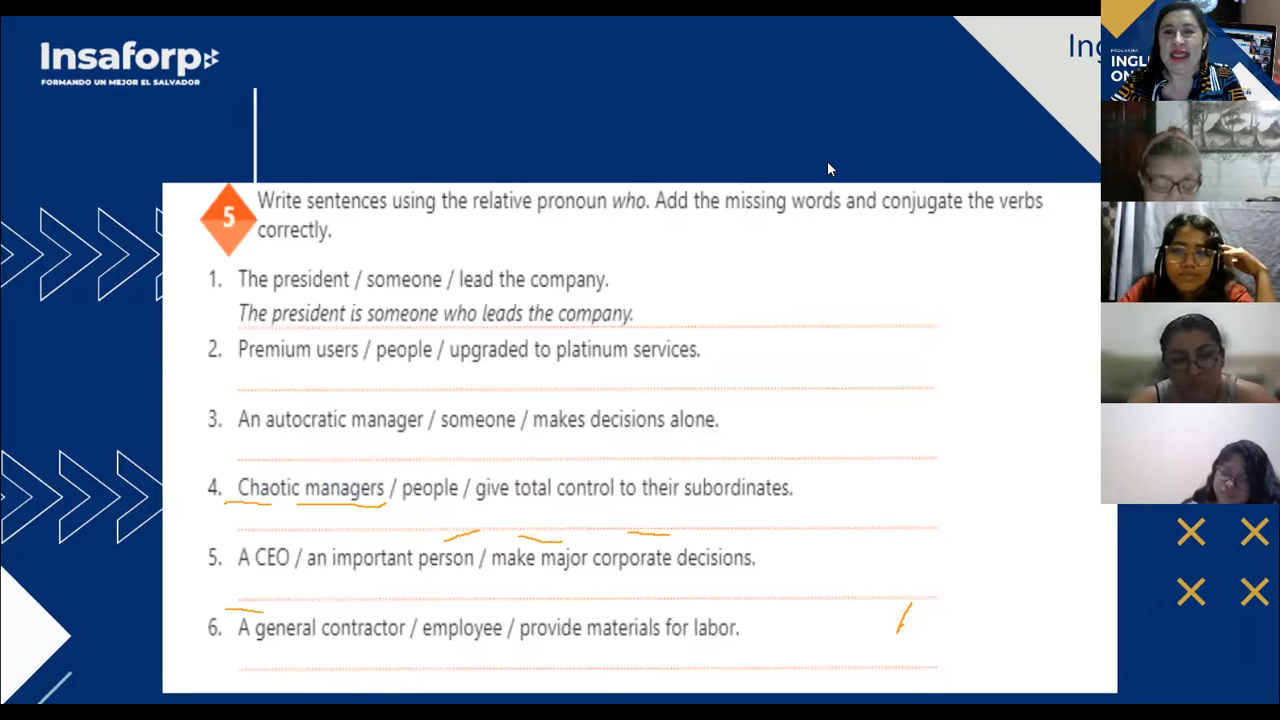 Insaforp
FORMANDO UN MEJOR EL SALVADOR
PROGRAMA
5
Write sentences using the relative pronoun who. Add the missing words and conjugate the verbs
correctly.
1. The president / someone / lead the company.
The president is someone who leads the company.
2. Premium users / people / upgraded to platinum services.
3. An autocratic manager / someone / makes decisions alone.
4. Chaotic managers / people / give total control to their subordinates.
5. A CEO / an important person / make major corporate decisions.
6. A general contractor / employee / provide materials for labor.